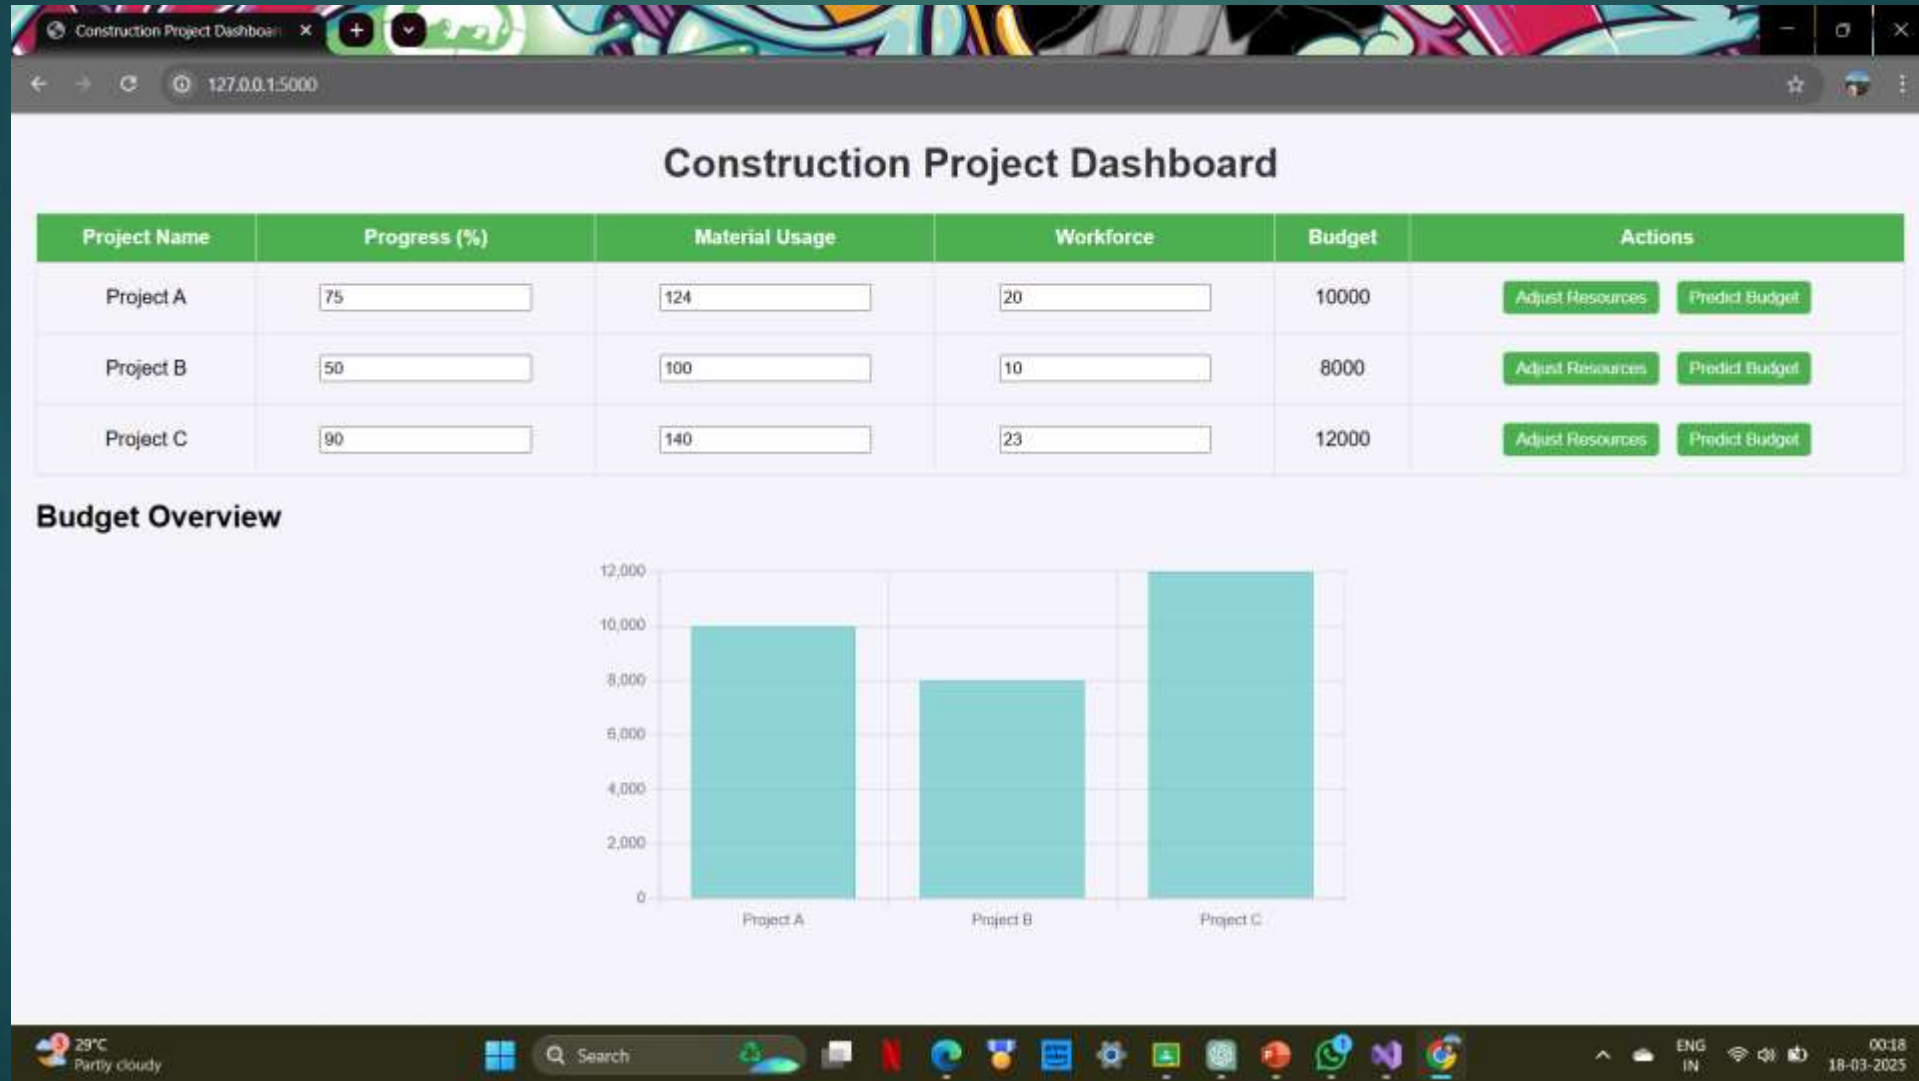 Construction Project Dashboar
127.0.0.1:5000
Construction Project Dashboard
Project Name Progress (%) Material Usage Workforce Budget Actions
Project A 75 124 20 10000 Adjust Resources Predict Budget
Project B 50 100 10 8000 Adjust Resources Predict Budget
Project C 90 140 23 12000 Adjust Resources Predict Budget
Budget Overview
12,000
10,000
8,000
6,000
4,000
2,000
0
Project A Project B Project C
3
29°C
Partly cloudy
Search
1
ENG
IN
00:18
18-03-2025